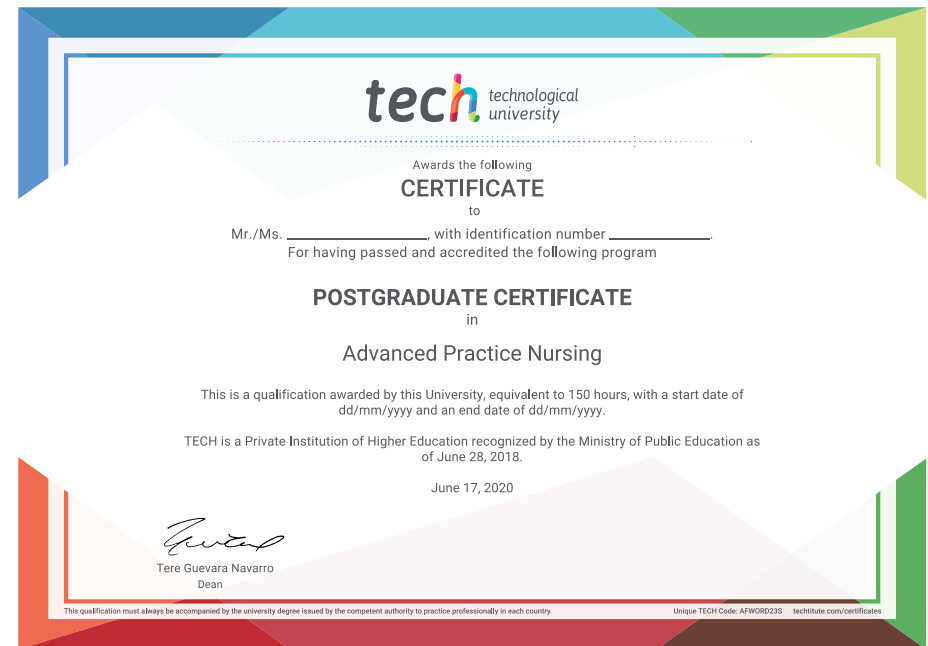 tech technological
university
Awards the following
CERTIFICATE
to
Mr./Ms. ____________________, with identification number ______________.
For having passed and accredited the following program
POSTGRADUATE CERTIFICATE
in
Advanced Practice Nursing
This is a qualification awarded by this University, equivalent to 150 hours, with a start date of
dd/mm/yyyy and an end date of dd/mm/yyyy.
TECH is a Private Institution of Higher Education recognized by the Ministry of Public Education as
of June 28, 2018.
June 17, 2020
Tere Guevara Navarro
Dean
This qualification must always be accompanied by the university degree issued by the competent authority to practice professionally in each country.
Unique TECH Code: AFWORD23S techtitute.com/certificates